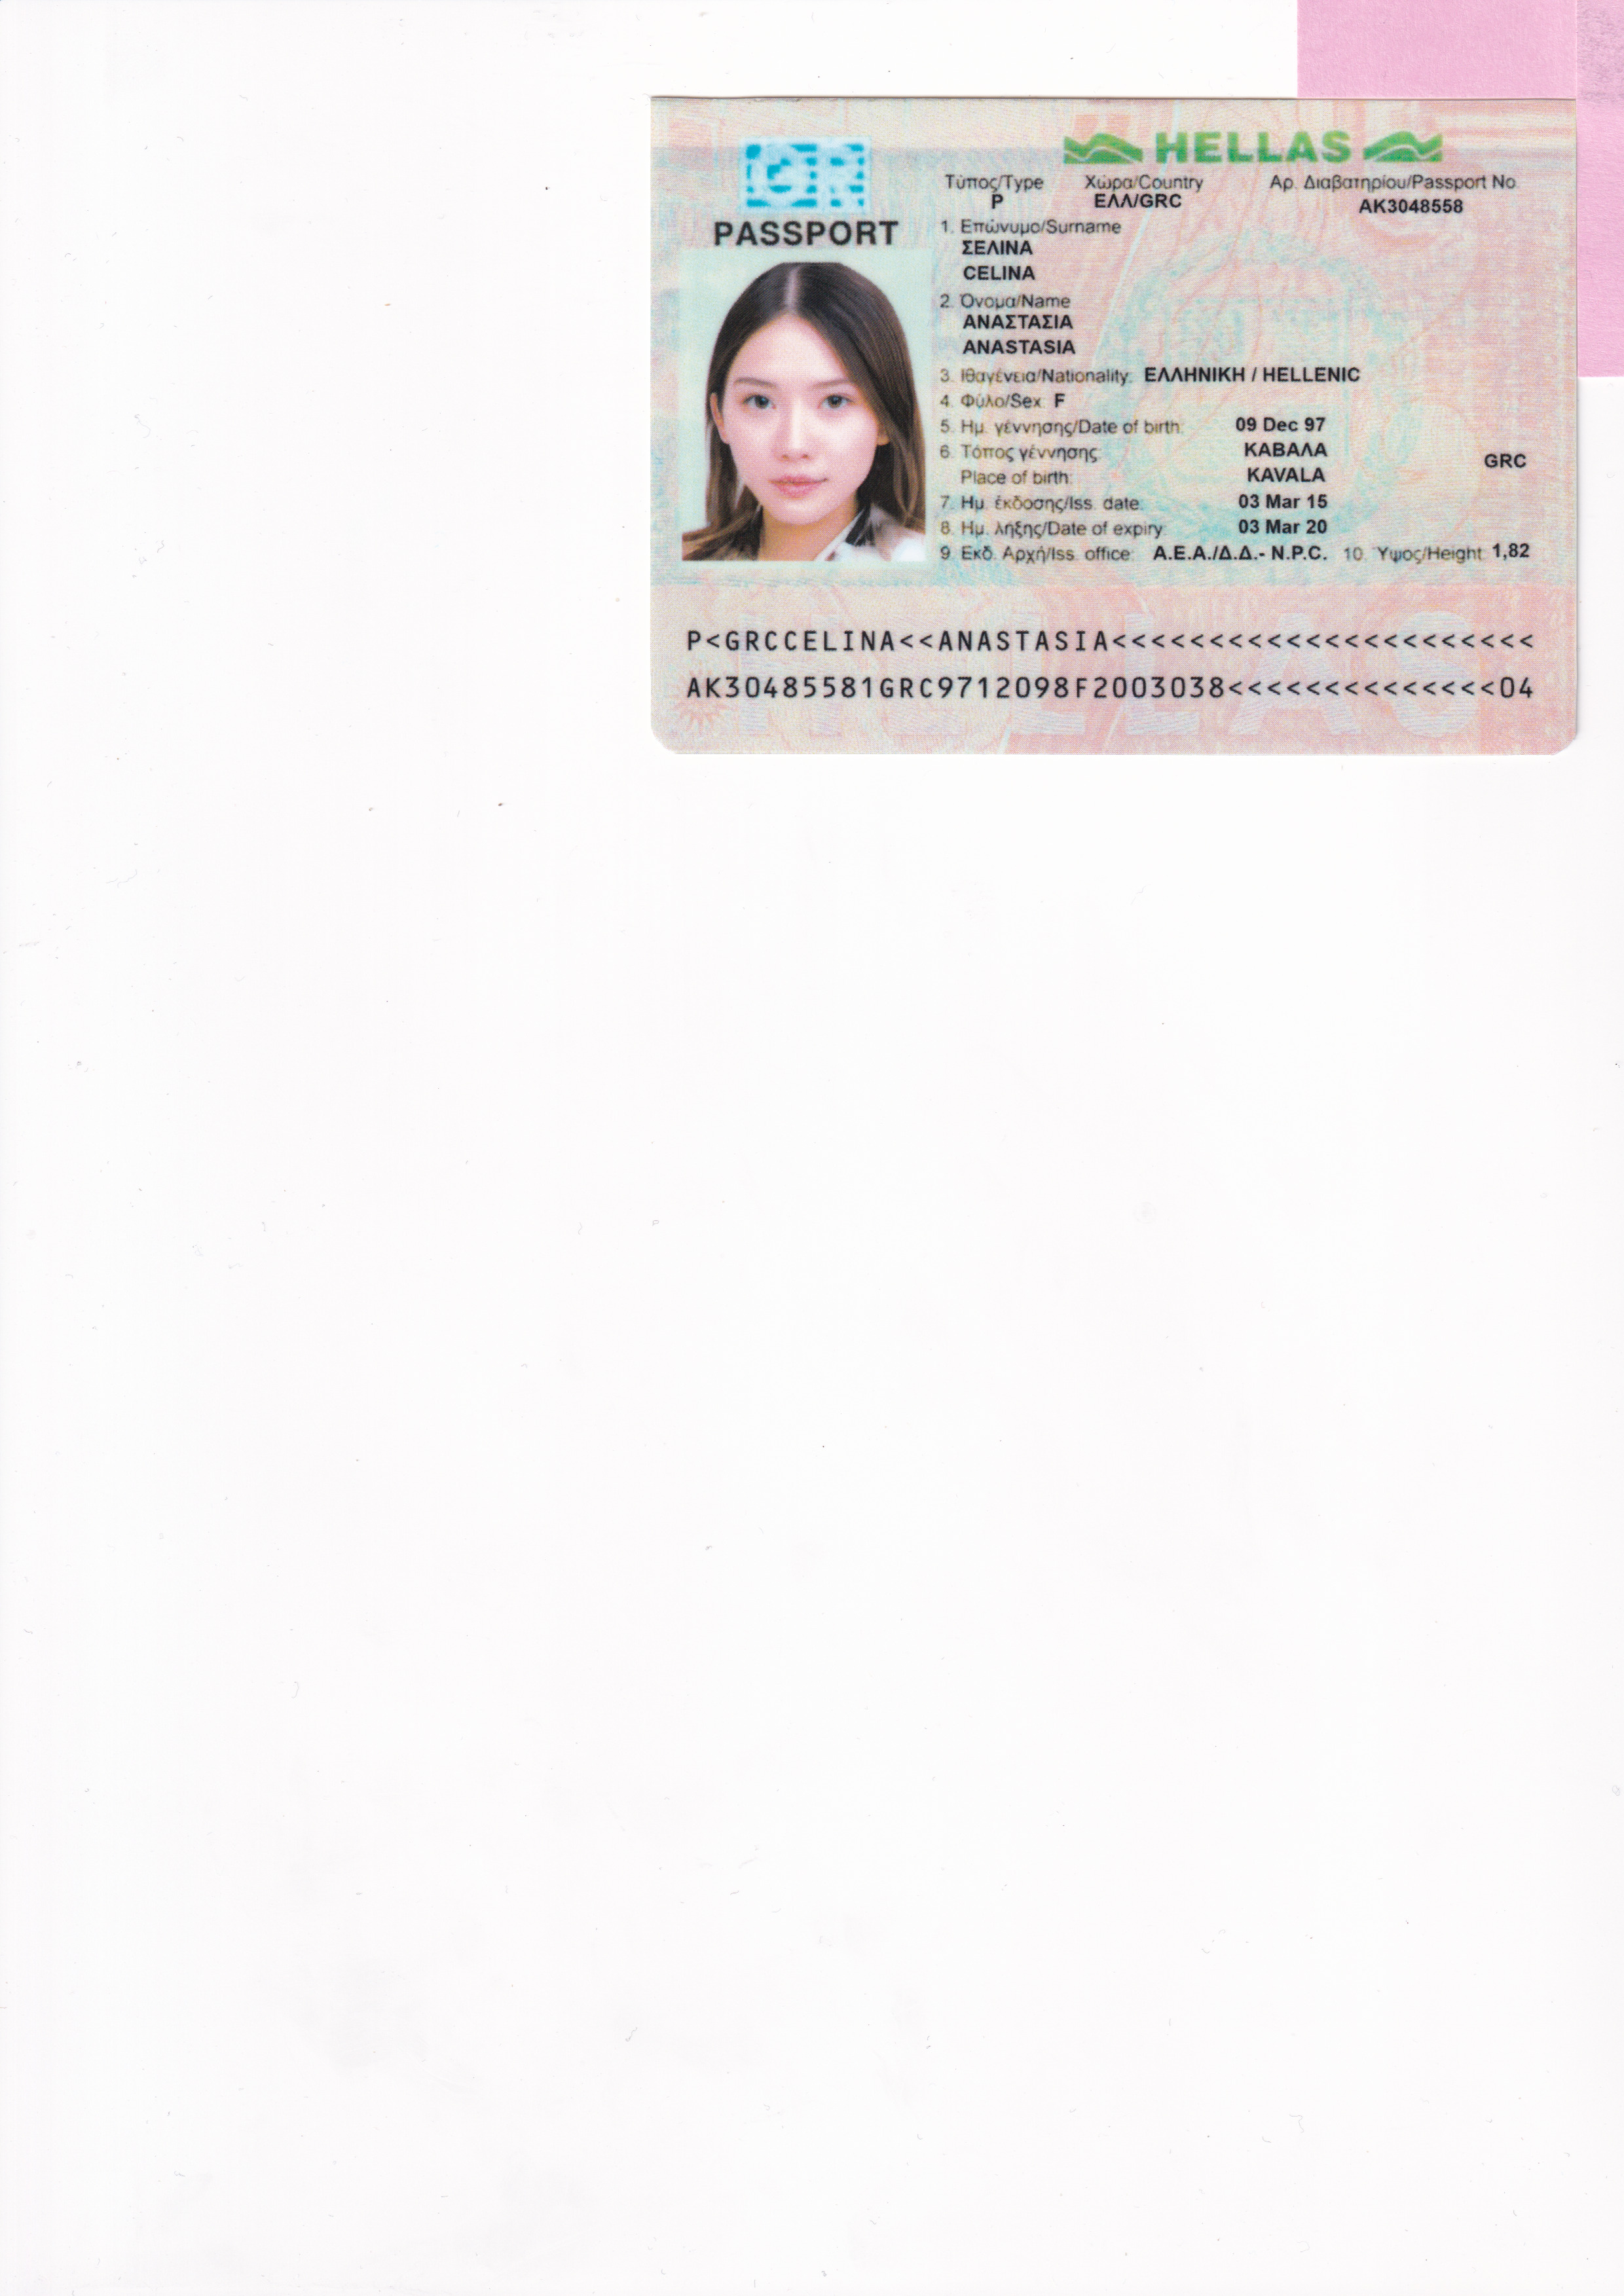 GR
PASSPORT
HELLAS
Τύπος/Type Χώρα/Country Αρ. Διαβατηρίου/Passport No
P ΕΛΛ/GRC AK3048558
1. Επώνυμο/Surname
ΣΕΛΙΝΑ
CELINA
2. Όνομα/Name
ΑΝΑΣΤΑΣΙΑ
ANASTASIA
3. Ιθαγένεια/Nationality: ΕΛΛΗΝΙΚΗ / HELLENIC
4. Φύλο/Sex: F
5. Ημ. γέννησης/Date of birth: 09 Dec 97
6. Τόπος γέννησης: ΚΑΒΑΛΑ
Place of birth: KAVALA GRC
7. Ημ. έκδοσης/Iss. date: 03 Mar 15
8. Ημ. λήξης/Date of expiry: 03 Mar 20
9. Εκδ. Αρχή/Iss. office: Α.Ε.Α./Δ.Δ.- N.P.C. 10. Ύψος/Height: 1,82
P<GRCCELINA<<ANASTASIA<<<<<<<<<<<<<<<<<<<<<<
AK30485581GRC9712098F2003038<<<<<<<<<<<<<<04
HELLAS